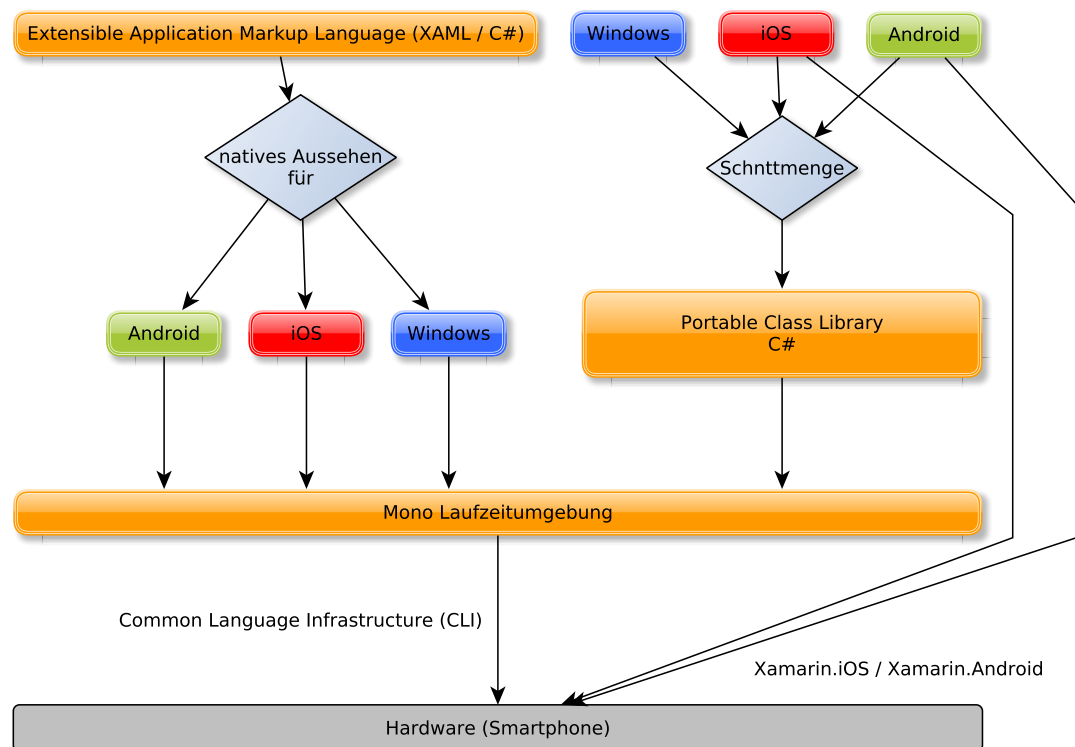 Extensible Application Markup Language (XAML / C#)
Windows
iOS
Android
natives Aussehen
für
Schnttmenge
Android
iOS
Windows
Portable Class Library
C#
Mono Laufzeitumgebung
Common Language Infrastructure (CLI)
Xamarin.iOS / Xamarin.Android
Hardware (Smartphone)